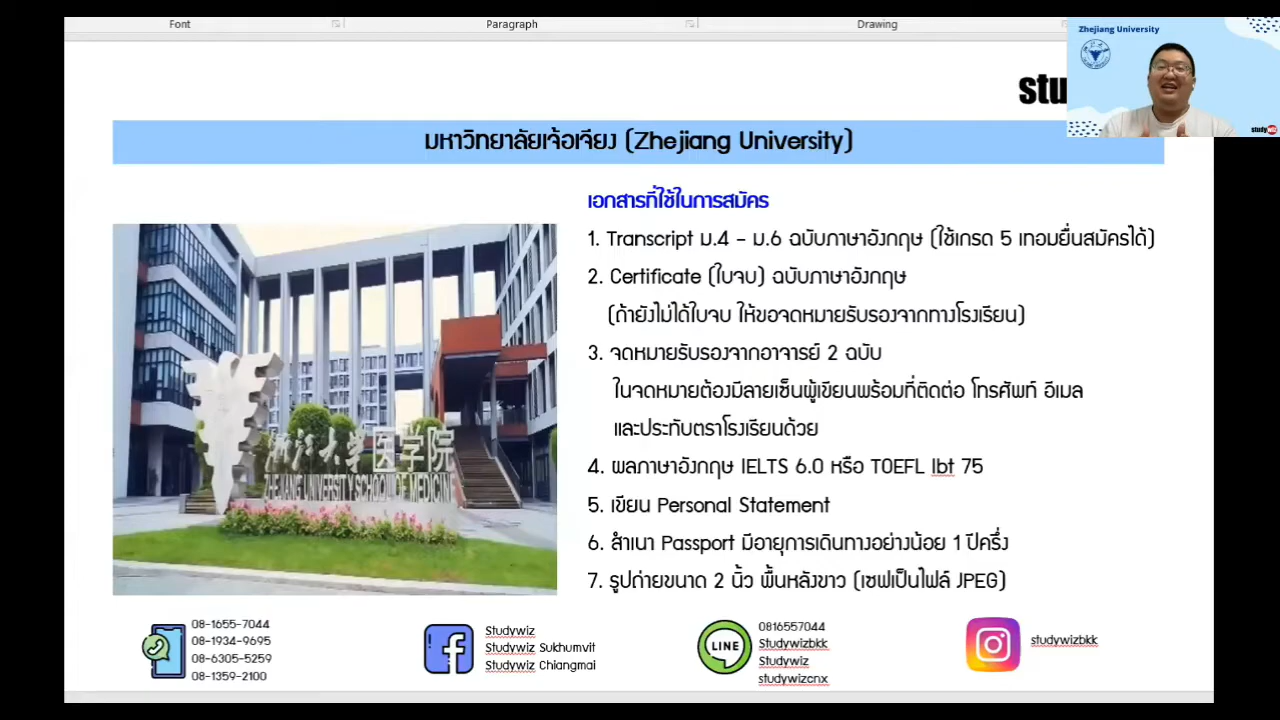 Font
Paragraph
Drawing
Zhejiang University
study
stu
มหาวิทยาลัยเจ้อเจียง (Zhejiang University)
เอกสารที่ใช้ในการสมัคร
1. Transcript ม.4 - ม.6 ฉบับภาษาอังกฤษ (ใช้เกรด 5 เทอมยื่นสมัครได้)
2. Certificate (ใบจบ) ฉบับภาษาอังกฤษ
(ถ้ายังไม่ได้ใบจบ ให้ขอจดหมายรับรองจากทางโรงเรียน)
3. จดหมายรับรองจากอาจารย์ 2 ฉบับ
ในจดหมายต้องมีลายเซ็นผู้เขียนพร้อมที่ติดต่อ โทรศัพท์ อีเมล
และประทับตราโรงเรียนด้วย
4. ผลภาษาอังกฤษ IELTS 6.0 หรือ TOEFL Ibt 75
5. เขียน Personal Statement
6. สำเนา Passport มีอายุการเดินทางอย่างน้อย 1 ปีครึ่ง
7. รูปถ่ายขนาด 2 นิ้ว พื้นหลังขาว (เซฟเป็นไฟล์ JPEG)
浙江大学医学院
ZHEJIANG UNIVERSITY SCHOOL OF MEDICINE
08-1655-7044
08-1934-9695
08-6305-5259
08-1359-2100
Studywiz
Studywiz Sukhumvit
Studywiz Chiangmai
LINE
0816557044
Studywizbkk
Studywiz
studywizcnx
studywizbkk